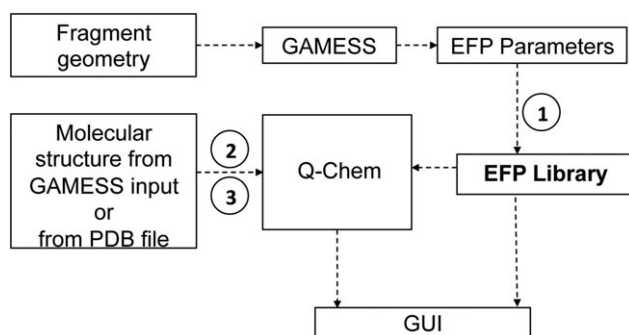 Fragment
geometry
GAMESS
EFP Parameters
1
Molecular
structure from
GAMESS input
or
from PDB file
2
3
Q-Chem
EFP Library
GUI